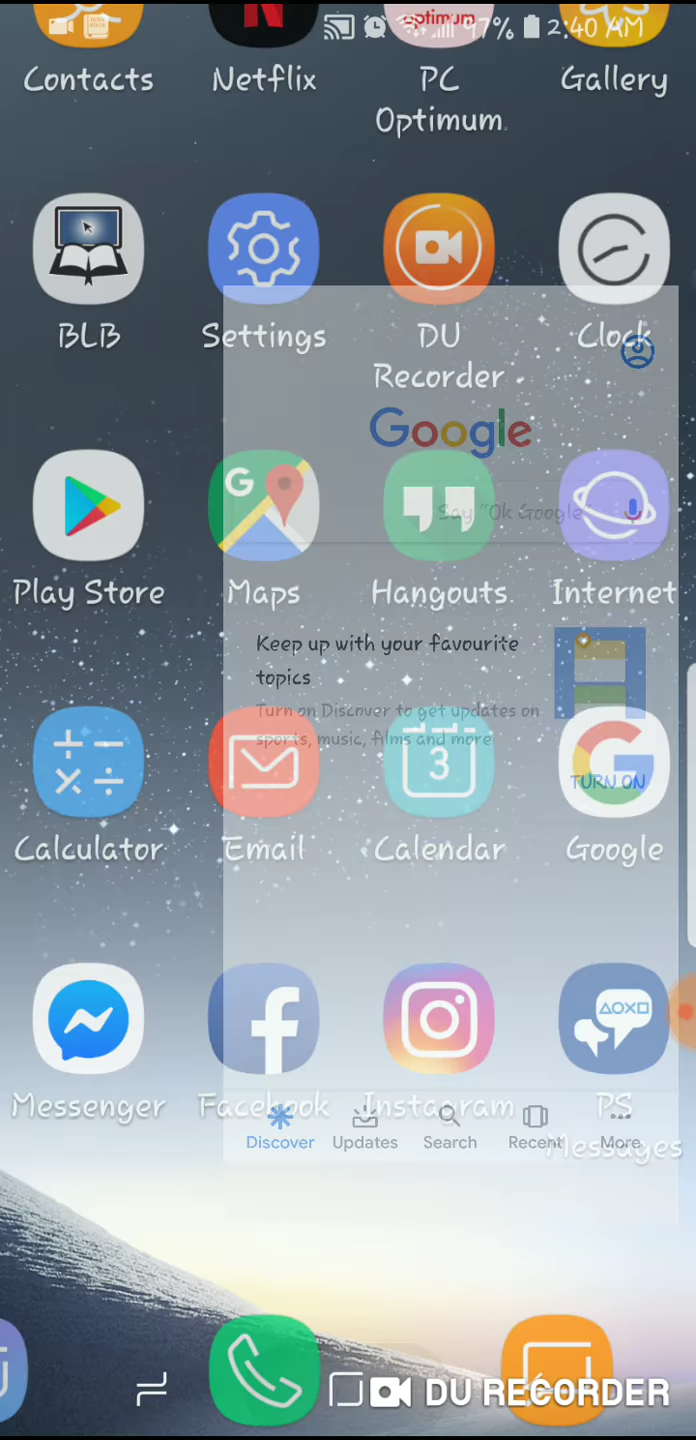 optimum 97% 2:40 AM
Contacts Netflix PC Optimum Gallery
BLB Settings DU Recorder Clock
Google
Say "Ok Google"
G
Play Store Maps Hangouts Internet
Keep up with your favourite
topics
Turn on Discover to get updates on
sports, music, films and more
3
TURN ON
Calculator Email Calendar Google
Messenger Facebook Instagram PS Messages
Discover Updates Search Recent More
DU RECORDER